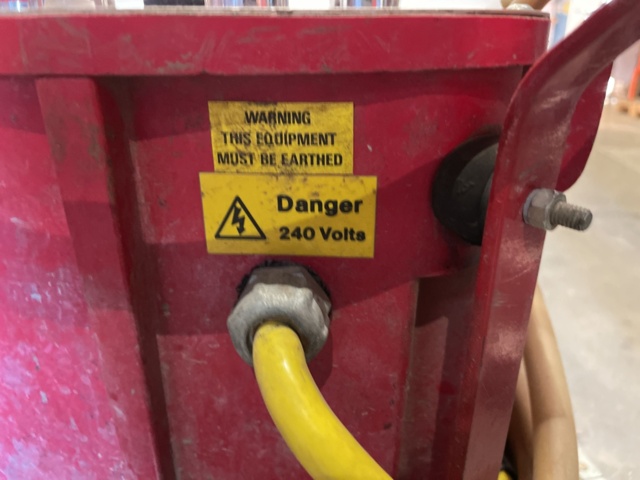 WARNING
THIS EQUIPMENT
MUST BE EARTHED
Danger
240 Volts